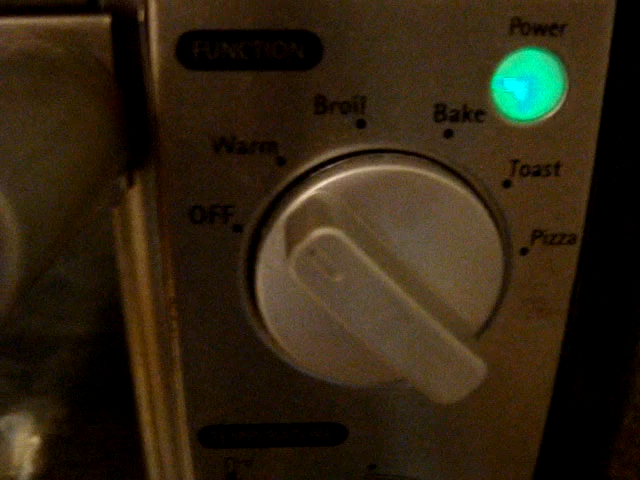 FUNCTION
Power
Broil
Bake
Warm
Toast
OFF
Pizza